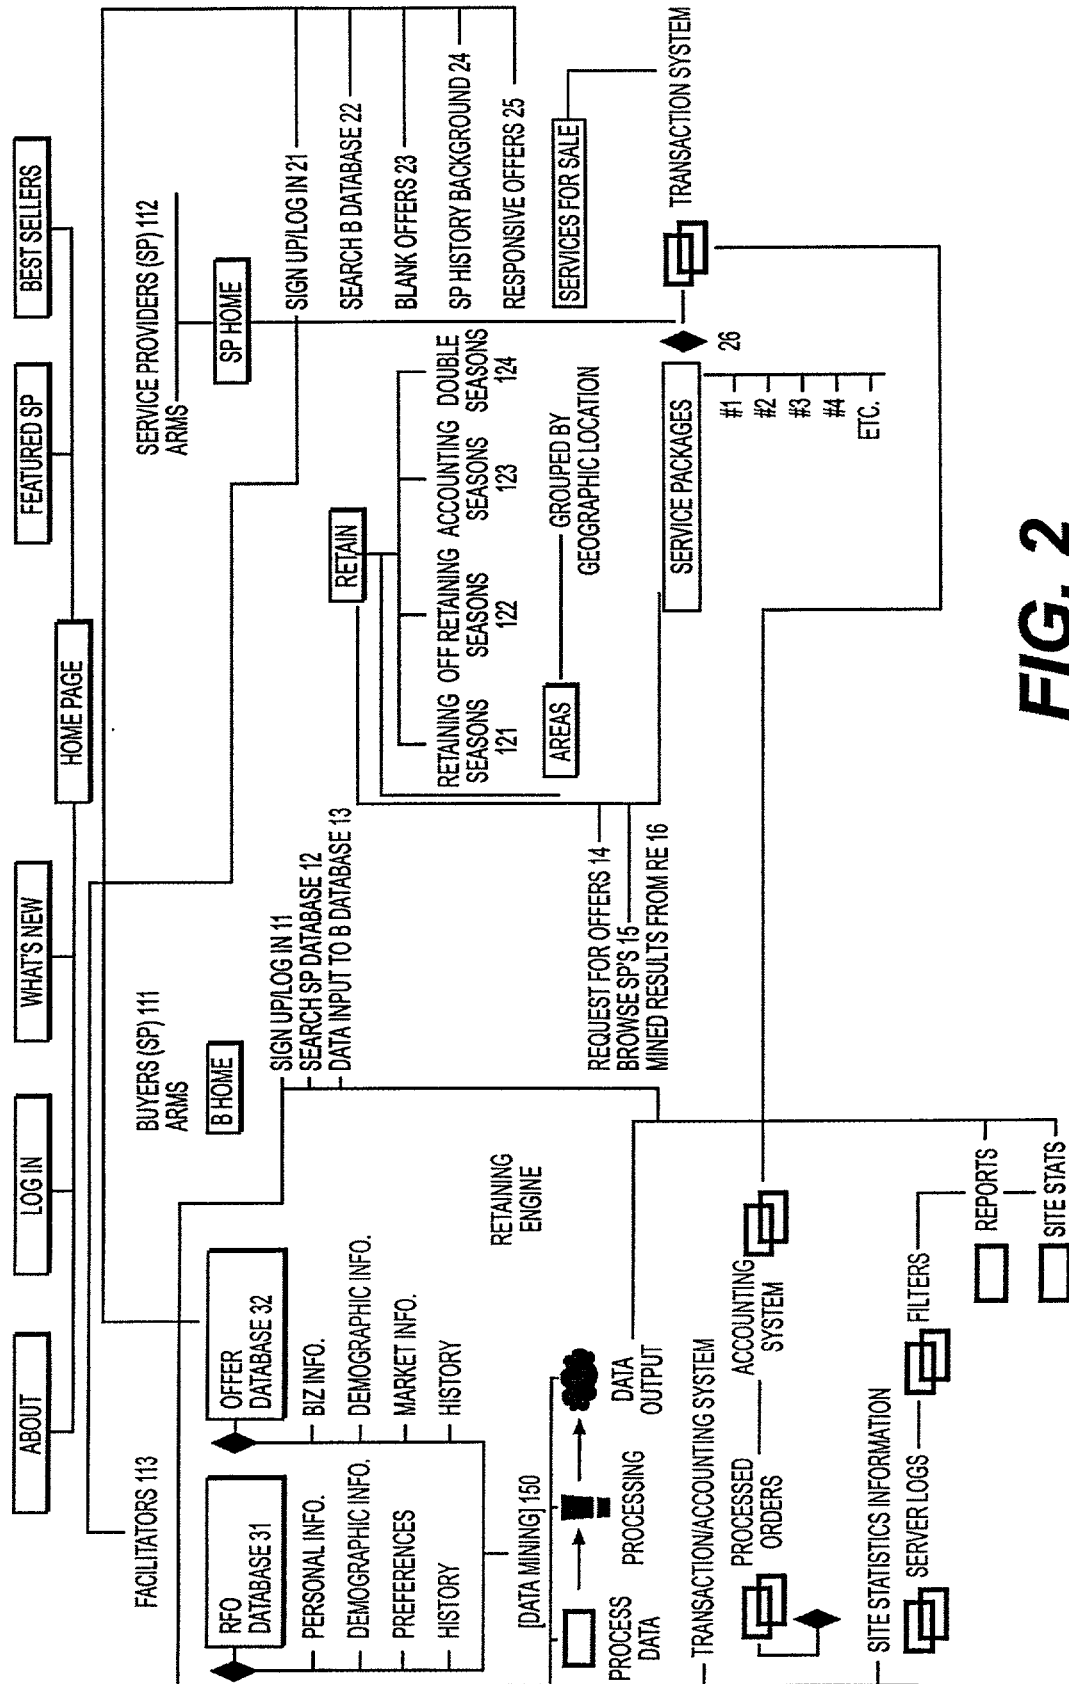 ABOUT
LOG IN
WHAT'S NEW
HOME PAGE
FEATURED SP
BEST SELLERS
FACILITATORS 113
BUYERS (SP) 111
ARMS
B HOME
SERVICE PROVIDERS (SP) 112
ARMS
SP HOME
RFO
DATABASE 31
PERSONAL INFO.
DEMOGRAPHIC INFO.
PREFERENCES
HISTORY
OFFER
DATABASE 32
BIZ INFO.
DEMOGRAPHIC INFO.
MARKET INFO.
HISTORY
SIGN UP/LOG IN 11
SEARCH SP DATABASE 12
DATA INPUT TO B DATABASE 13
SIGN UP/LOG IN 21
SEARCH B DATABASE 22
BLANK OFFERS 23
SP HISTORY BACKGROUND 24
RESPONSIVE OFFERS 25
RETAIN
RETAINING
SEASONS
121
OFF RETAINING
SEASONS
122
ACCOUNTING
SEASONS
123
DOUBLE
SEASONS
124
AREAS
GROUPED BY
GEOGRAPHIC LOCATION
SERVICES FOR SALE
TRANSACTION SYSTEM
RETAINING
ENGINE
[DATA MINING] 150
PROCESS
DATA
PROCESSING
DATA
OUTPUT
REQUEST FOR OFFERS 14
BROWSE SP'S 15
MINED RESULTS FROM RE 16
SERVICE PACKAGES
26
#1
#2
#3
#4
ETC.
TRANSACTION/ACCOUNTING SYSTEM
PROCESSED
ORDERS
ACCOUNTING
SYSTEM
SITE STATISTICS INFORMATION
SERVER LOGS
FILTERS
REPORTS
SITE STATS
FIG. 2